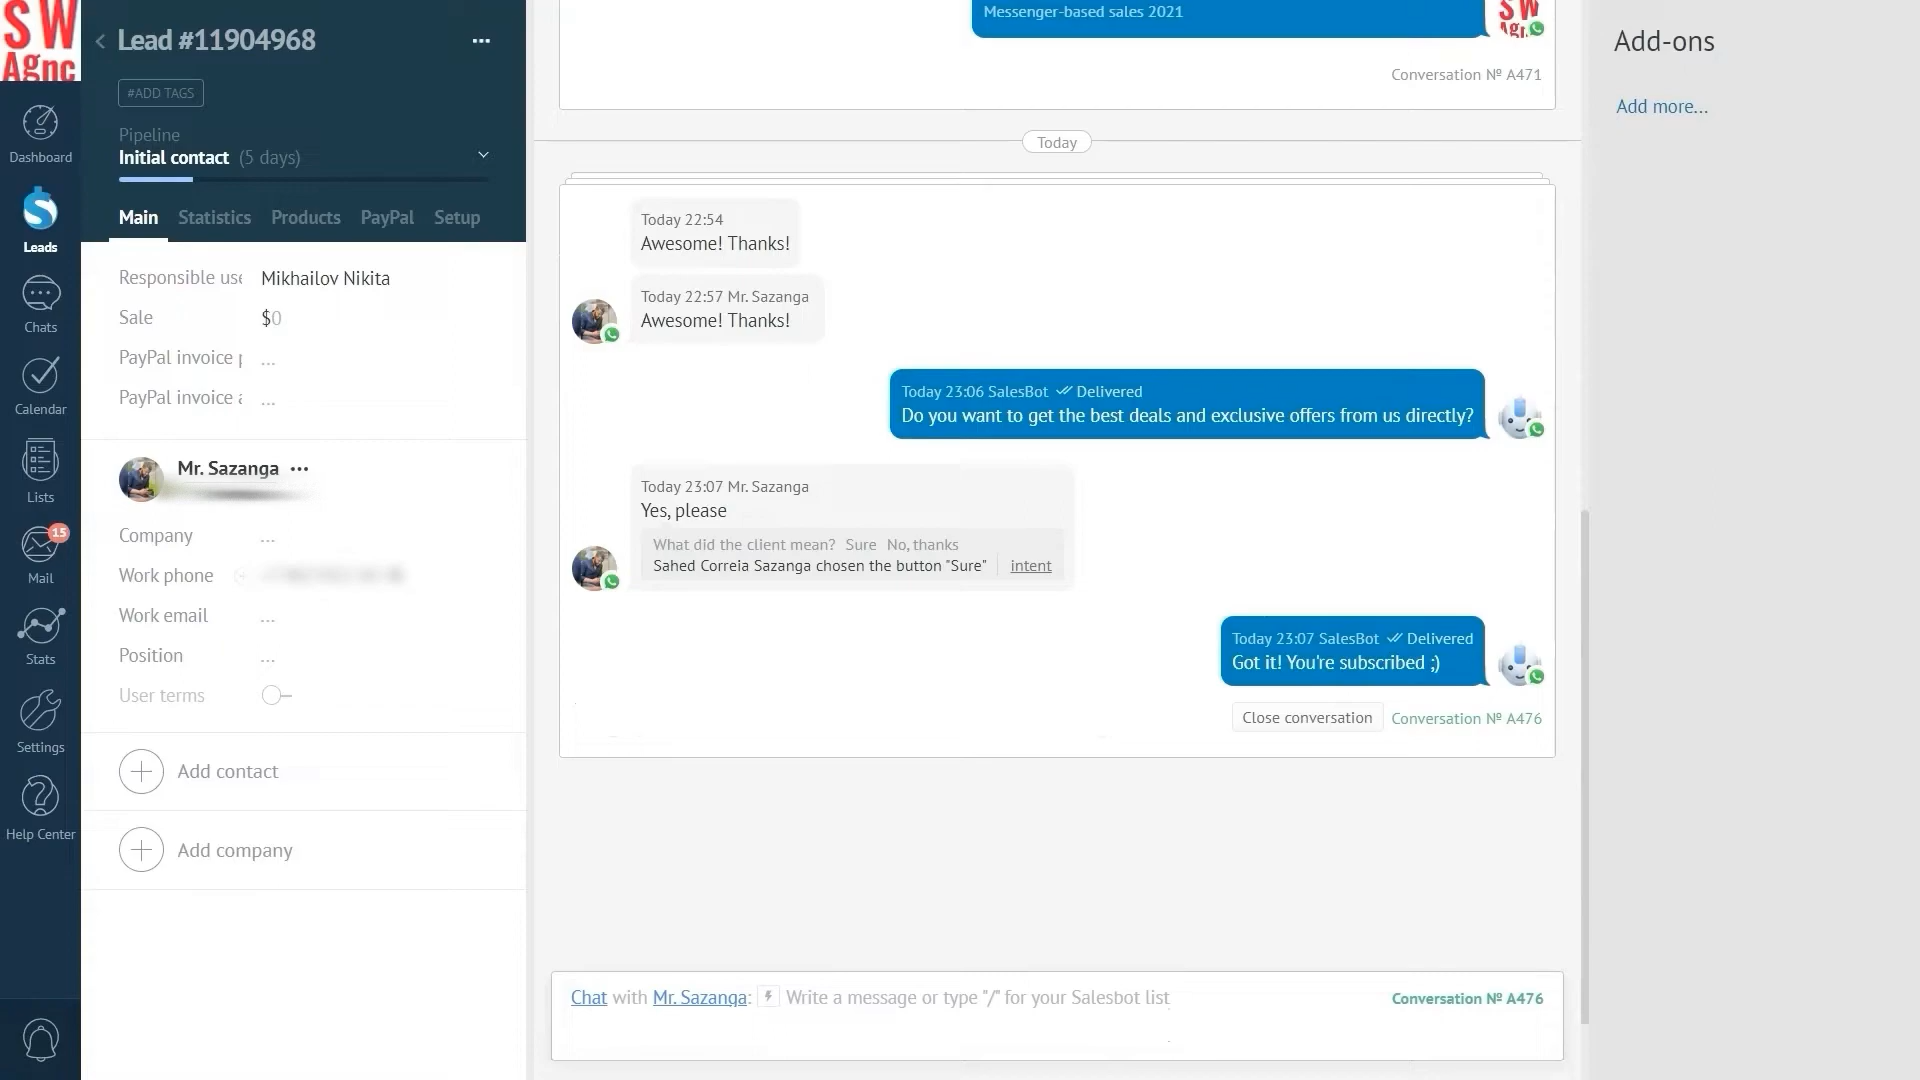 SW
Agnc
Dashboard
Leads
Chats
Calendar
Lists
15
Mail
Stats
Settings
Help Center
Lead #11904968
#ADD TAGS
Pipeline
Initial contact (5 days)
Main Statistics Products PayPal Setup
Responsible use Mikhailov Nikita
Sale $0
PayPal invoice p ...
PayPal invoice a ...
Mr. Sazanga
Company ...
Work phone
Work email ...
Position ...
User terms
Add contact
Add company
Messenger-based sales 2021
SW
Agnc
Conversation № A471
Today
Today 22:54
Awesome! Thanks!
Today 22:57 Mr. Sazanga
Awesome! Thanks!
Today 23:06 SalesBot Delivered
Do you want to get the best deals and exclusive offers from us directly?
Today 23:07 Mr. Sazanga
Yes, please
What did the client mean? Sure No, thanks
Sahed Correia Sazanga chosen the button "Sure" intent
Today 23:07 SalesBot Delivered
Got it! You're subscribed ;)
Close conversation Conversation № A476
Chat with Mr. Sazanga: Write a message or type "/" for your Salesbot list Conversation № A476
Add-ons
Add more...